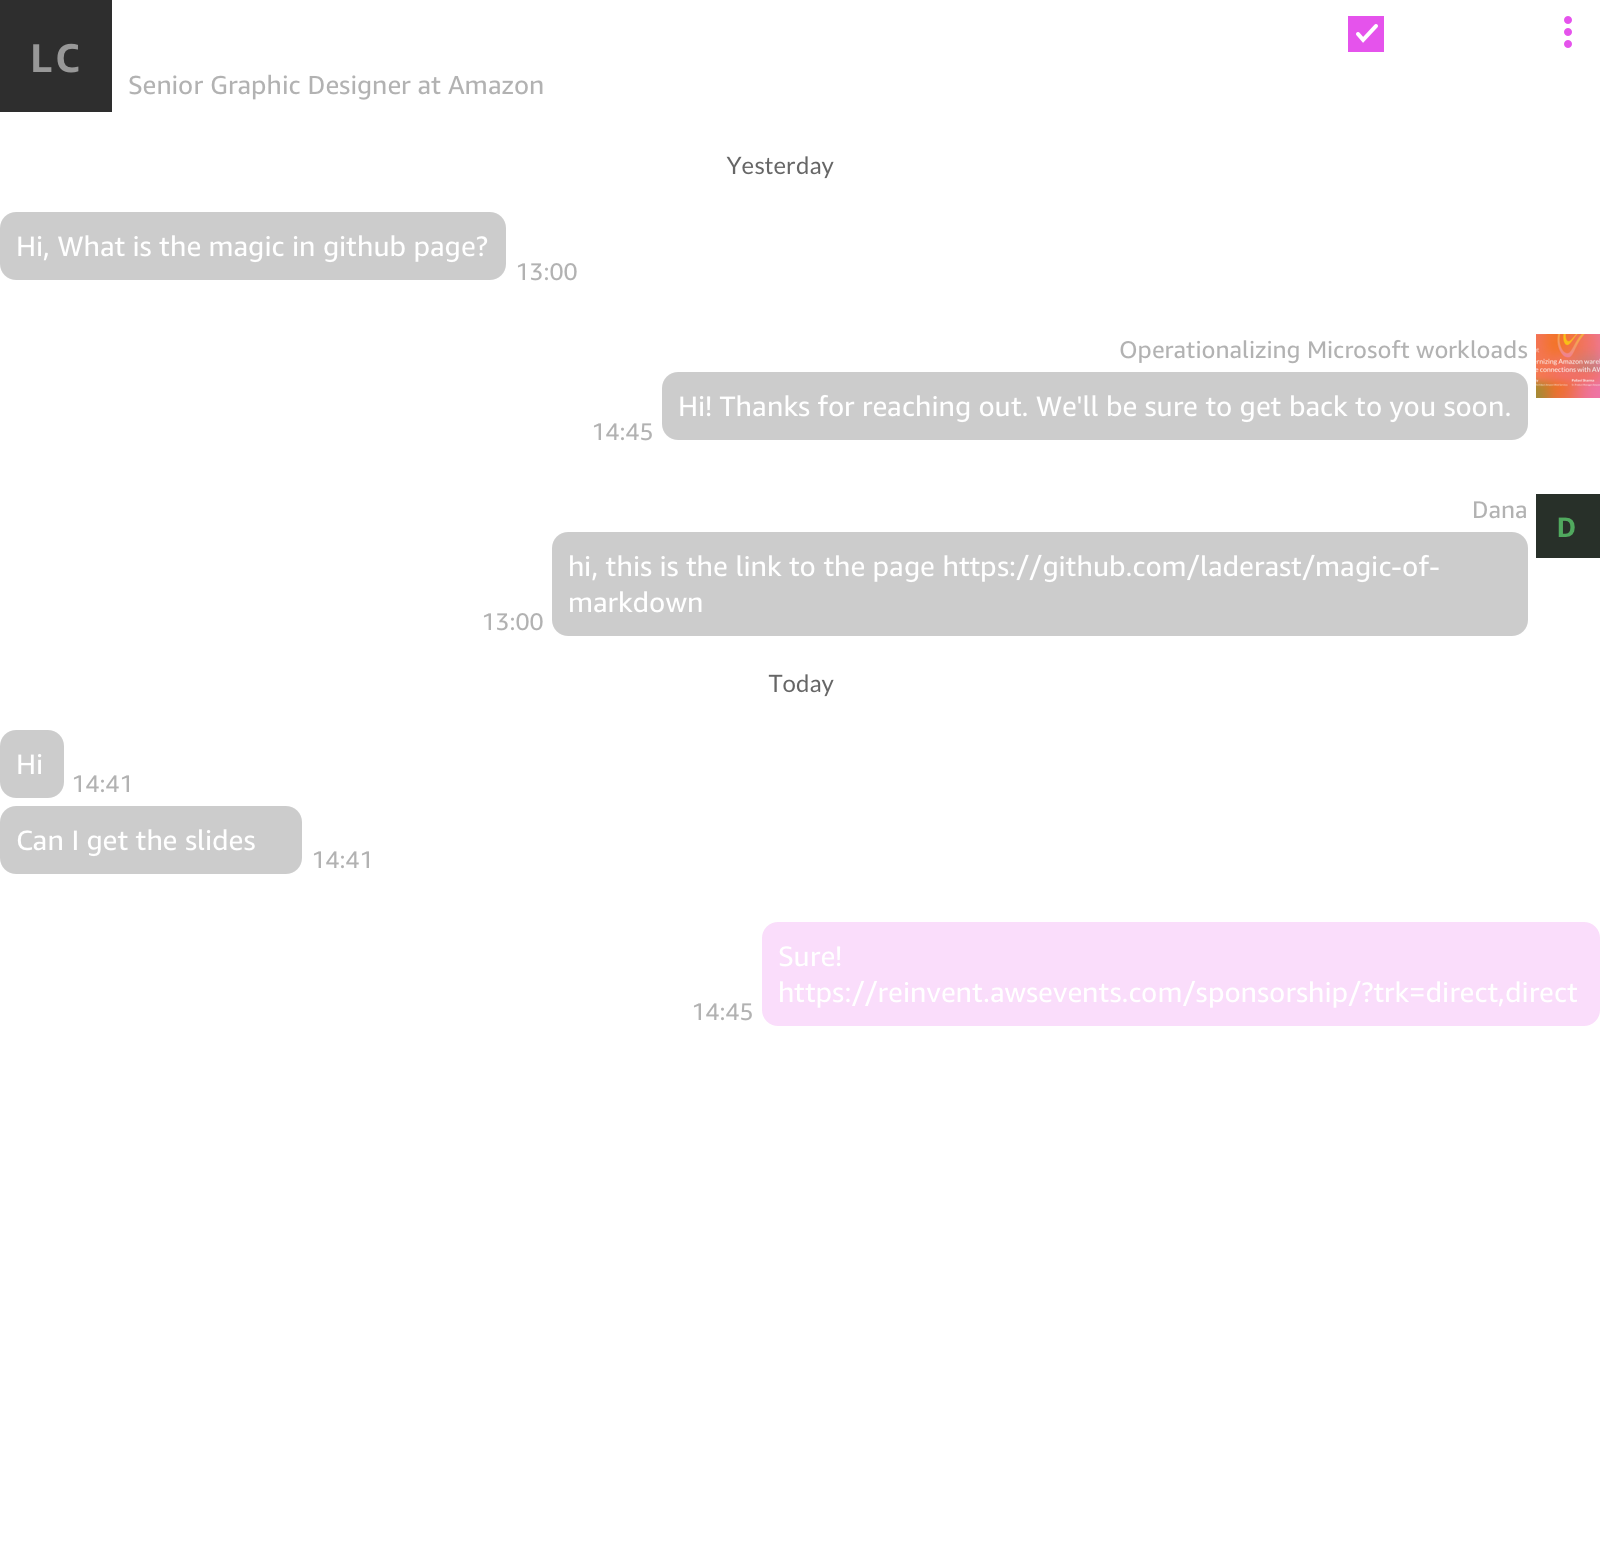 LC
Senior Graphic Designer at Amazon
Yesterday
Hi, What is the magic in github page?
13:00
Operationalizing Microsoft workloads
Hi! Thanks for reaching out. We'll be sure to get back to you soon.
14:45
Dana
D
hi, this is the link to the page https://github.com/laderast/magic-of-
markdown
13:00
Today
Hi
14:41
Can I get the slides
14:41
Sure!
https://reinvent.awsevents.com/sponsorship/?trk=direct,direct
14:45